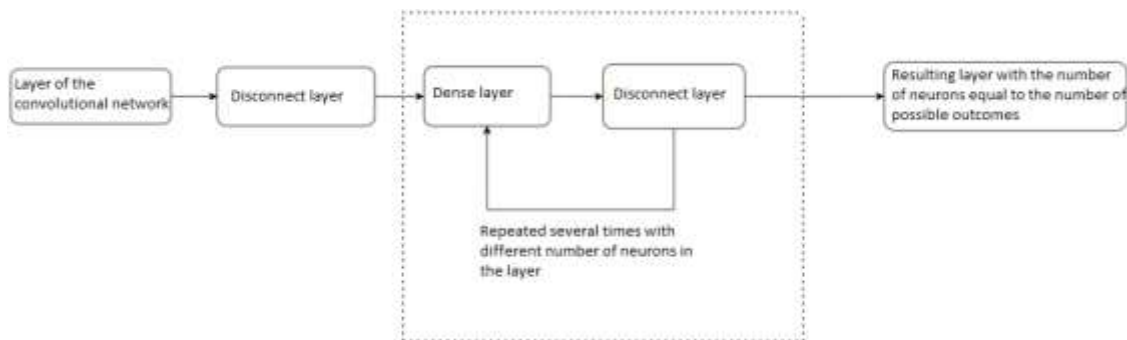 Layer of the
convolutional network
Disconnect layer
Dense layer
Disconnect layer
Resulting layer with the number
of neurons equal to the number of
possible outcomes
Repeated several times with
different number of neurons in
the layer